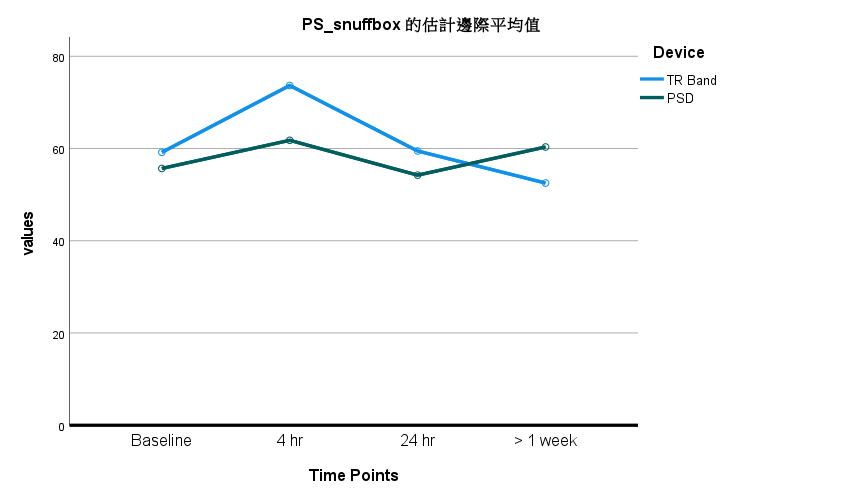 PS_snuffbox 的估計邊際平均值
Device
TR Band
PSD
values
80
60
40
20
0
Baseline
4 hr
24 hr
> 1 week
Time Points